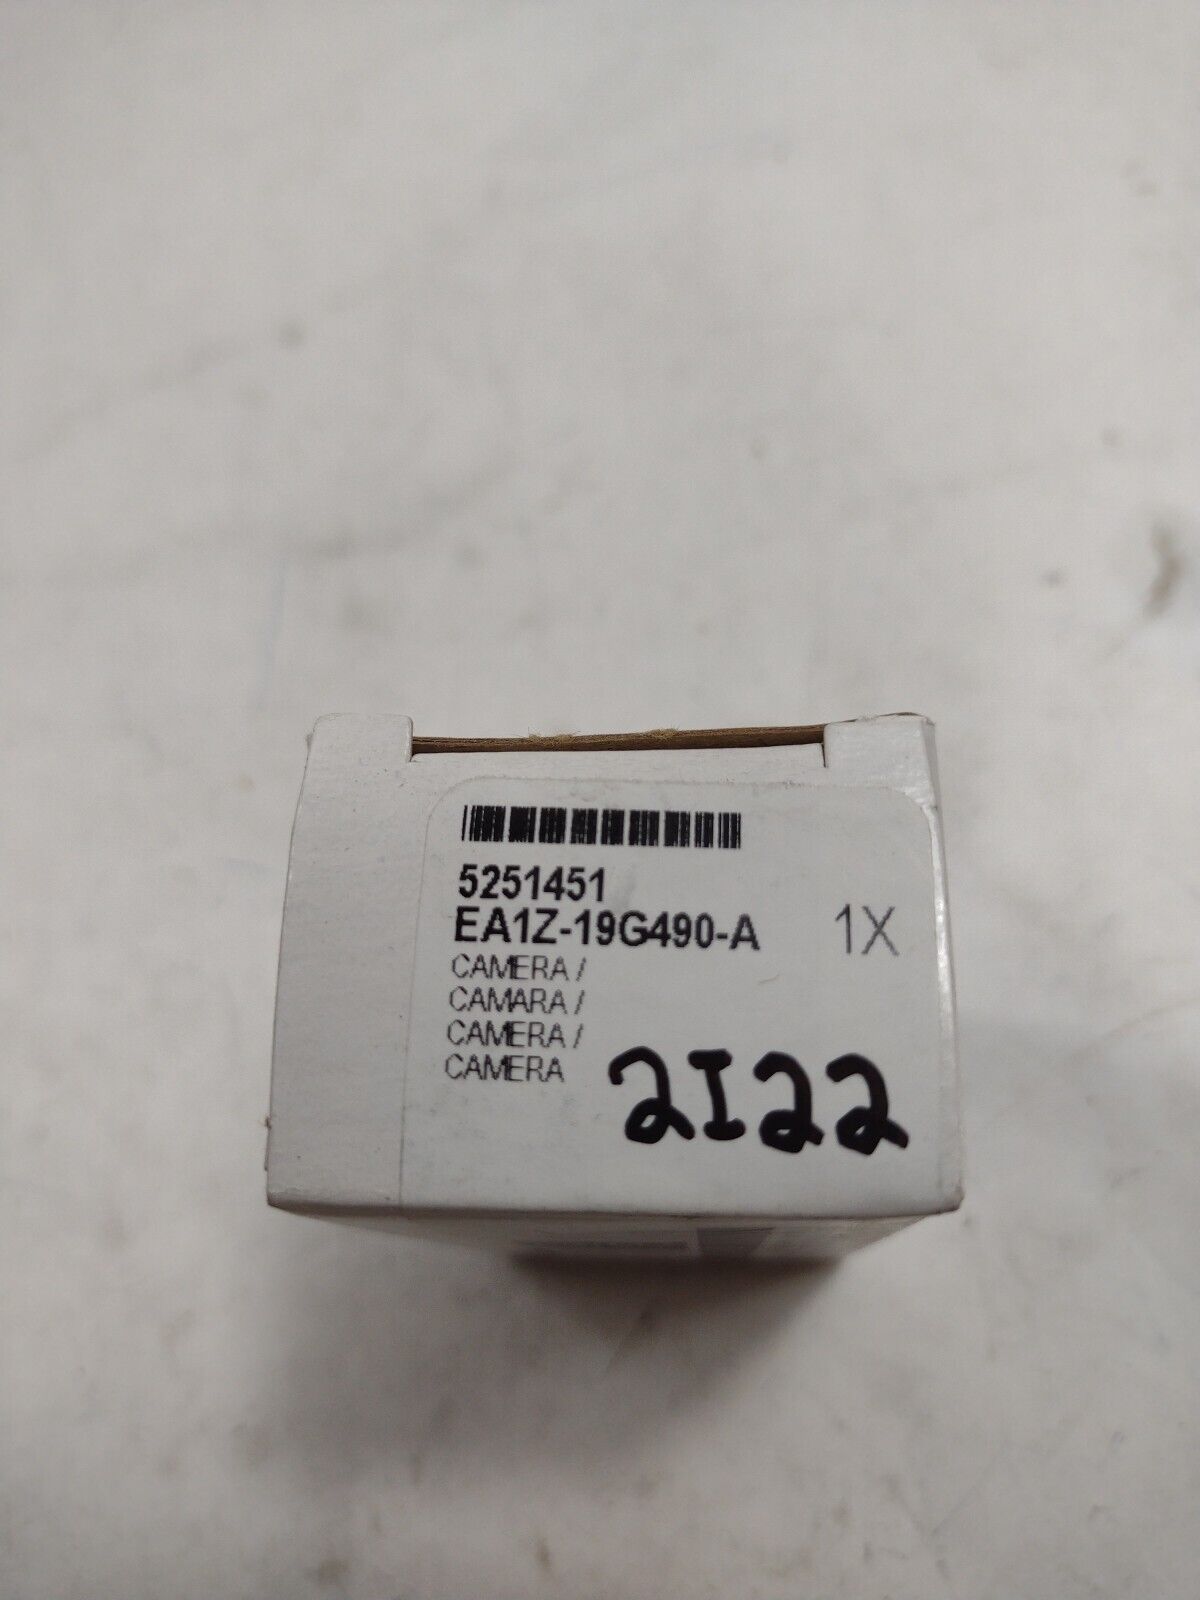 5251451
EA1Z-19G490-A 1X
CAMERA /
CAMARA /
CAMERA /
CAMERA
2I22